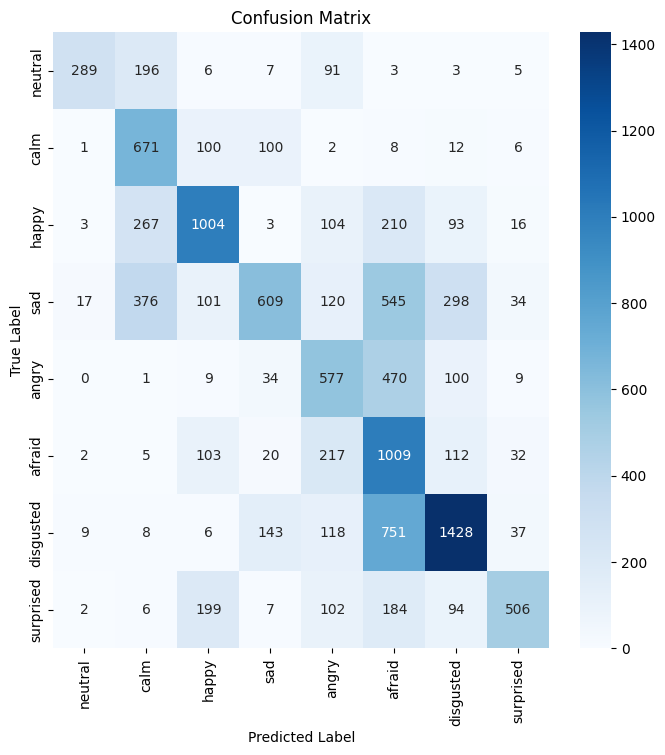 Confusion Matrix
True Label
neutral 289 196 6 7 91 3 3 5
calm 1 671 100 100 2 8 12 6
happy 3 267 1004 3 104 210 93 16
sad 17 376 101 609 120 545 298 34
angry 0 1 9 34 577 470 100 9
afraid 2 5 103 20 217 1009 112 32
disgusted 9 8 6 143 118 751 1428 37
surprised 2 6 199 7 102 184 94 506
neutral calm happy sad angry afraid disgusted surprised
Predicted Label
1400
1200
1000
800
600
400
200
0